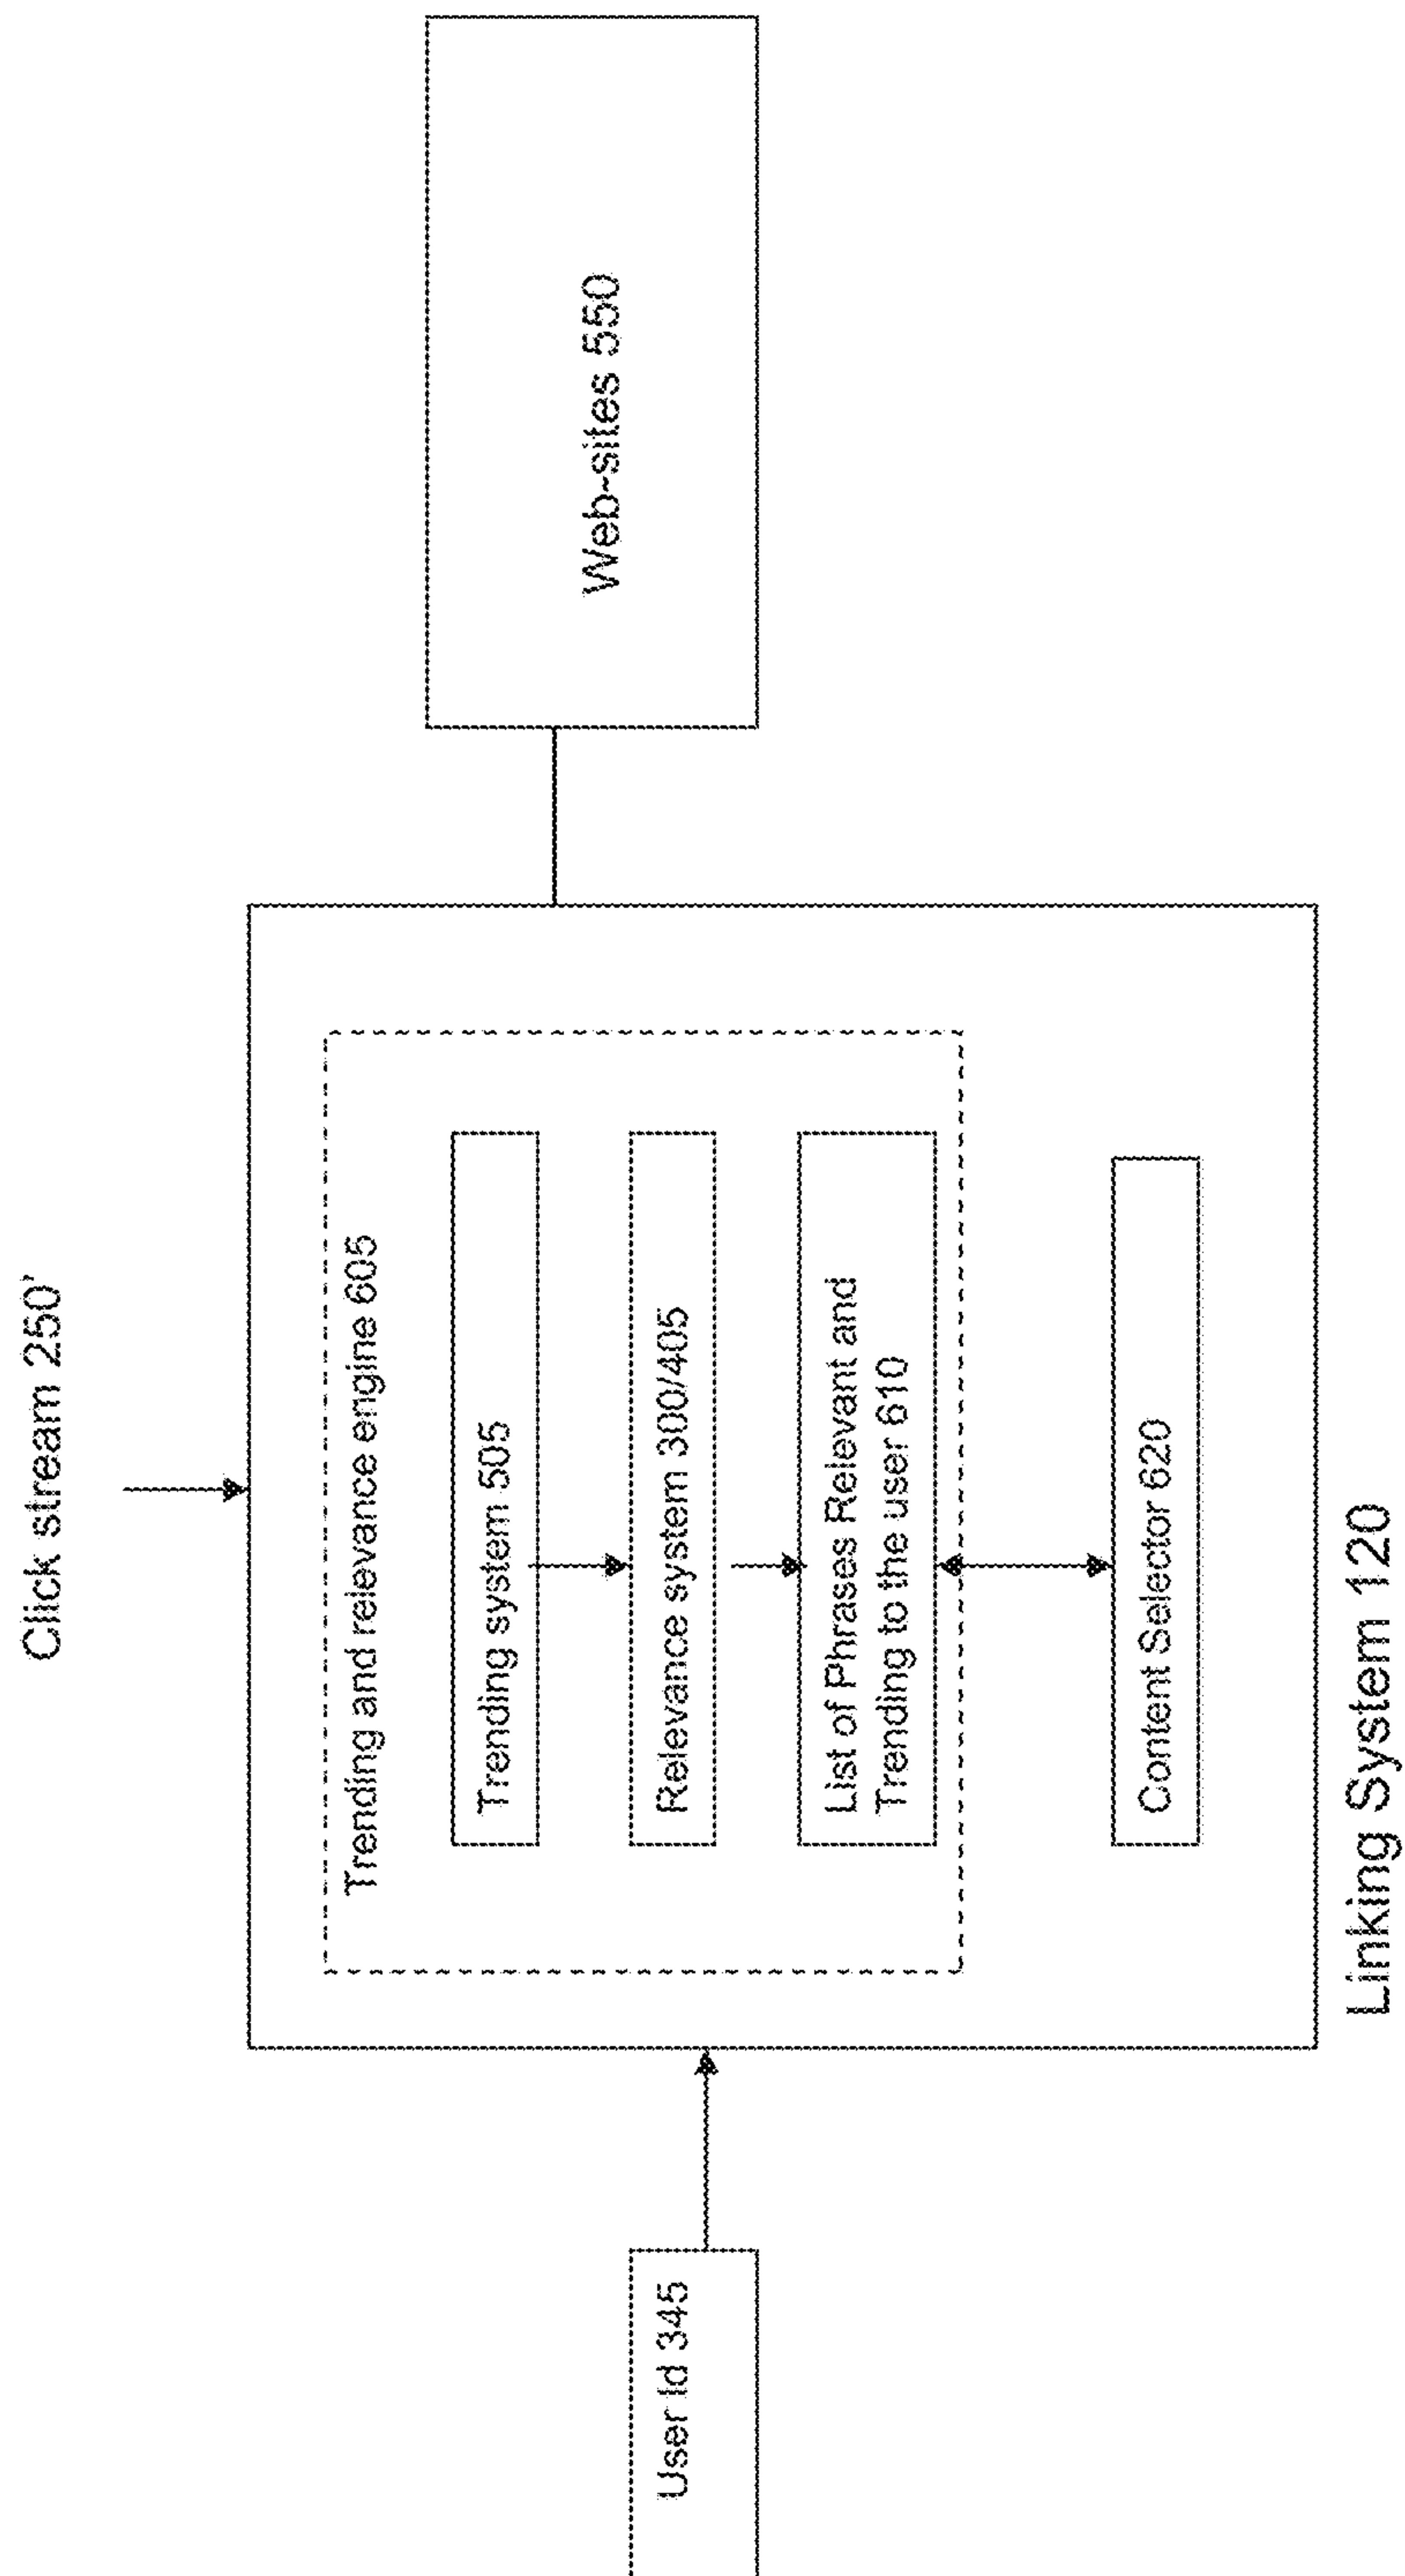 Click stream 250'
Trending and relevance engine 605
Trending system 505
Relevance system 300/405
List of Phrases Relevant and
Trending to the user 610
Content Selector 620
Linking System 120
User id 345
Web-sites 550